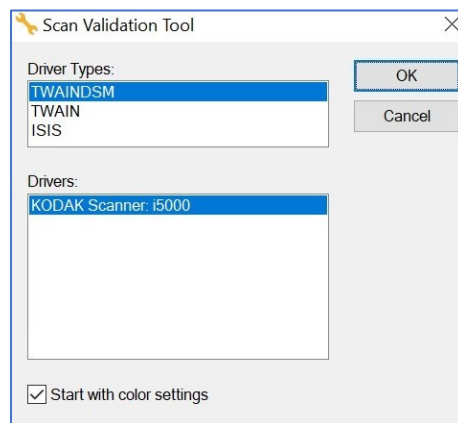 Scan Validation Tool
Driver Types:
TWAINDSM
TWAIN
ISIS
OK
Cancel
Drivers:
KODAK Scanner: i5000
Start with color settings